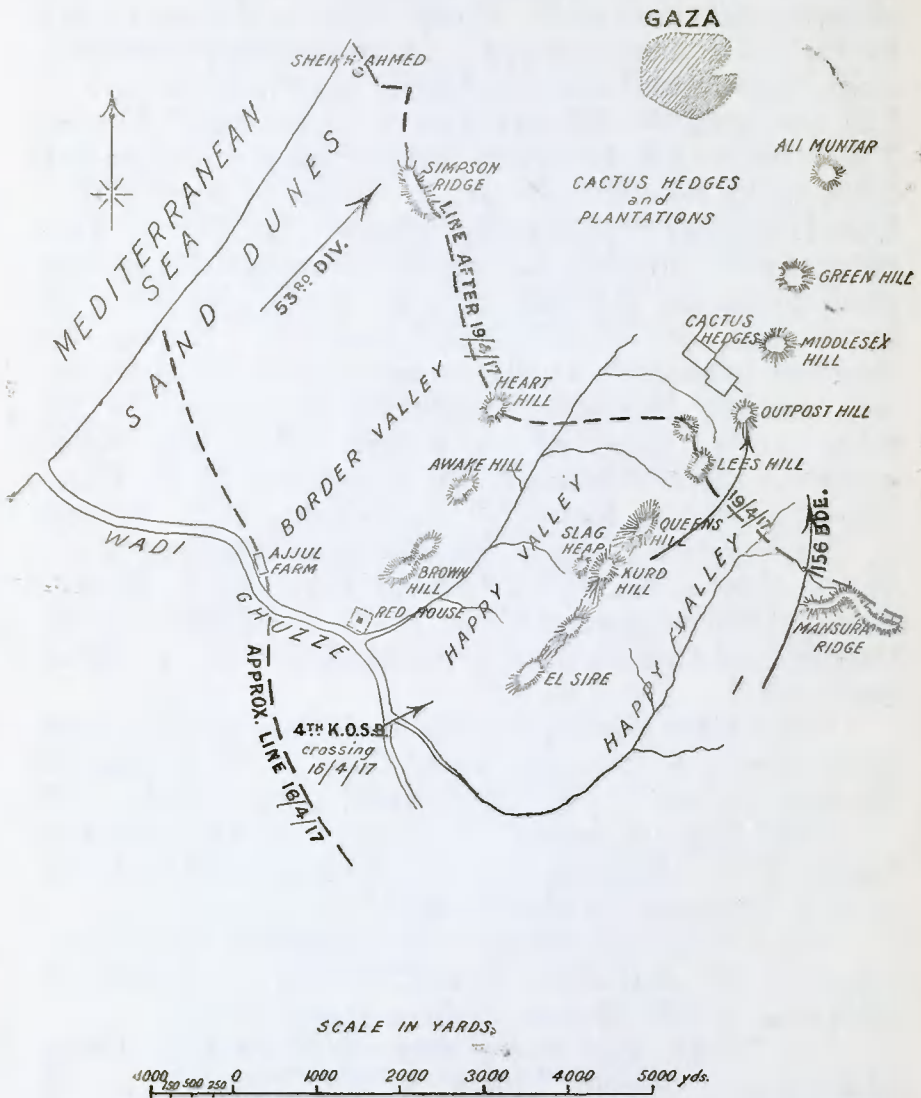 GAZA
SHEIKH AHMED
ALI MUNTAR
SIMPSON
RIDGE
CACTUS HEDGES
and
PLANTATIONS
MEDITERRANEAN
SEA
SAND DUNES
53RD DIV.
LINE AFTER 19/4/17
GREEN HILL
CACTUS
HEDGES
MIDDLESEX
HILL
HEART
HILL
OUTPOST HILL
BORDER VALLEY
AWAKE HILL
LEES HILL
19/4/17
156 BDE.
HAPPY VALLEY
SLAG
HEAP
QUEENS
HILL
KURD
HILL
WADI
GHUZZE
AJJUL
FARM
BROWN
HILL
RED HOUSE
MANSURA
RIDGE
EL SIRE
HAPPY VALLEY
APPROX. LINE 16/4/17
4TH K.O.S.B.
crossing
16/4/17
SCALE IN YARDS.
1000 750 500 250 0 1000 2000 3000 4000 5000 yds.